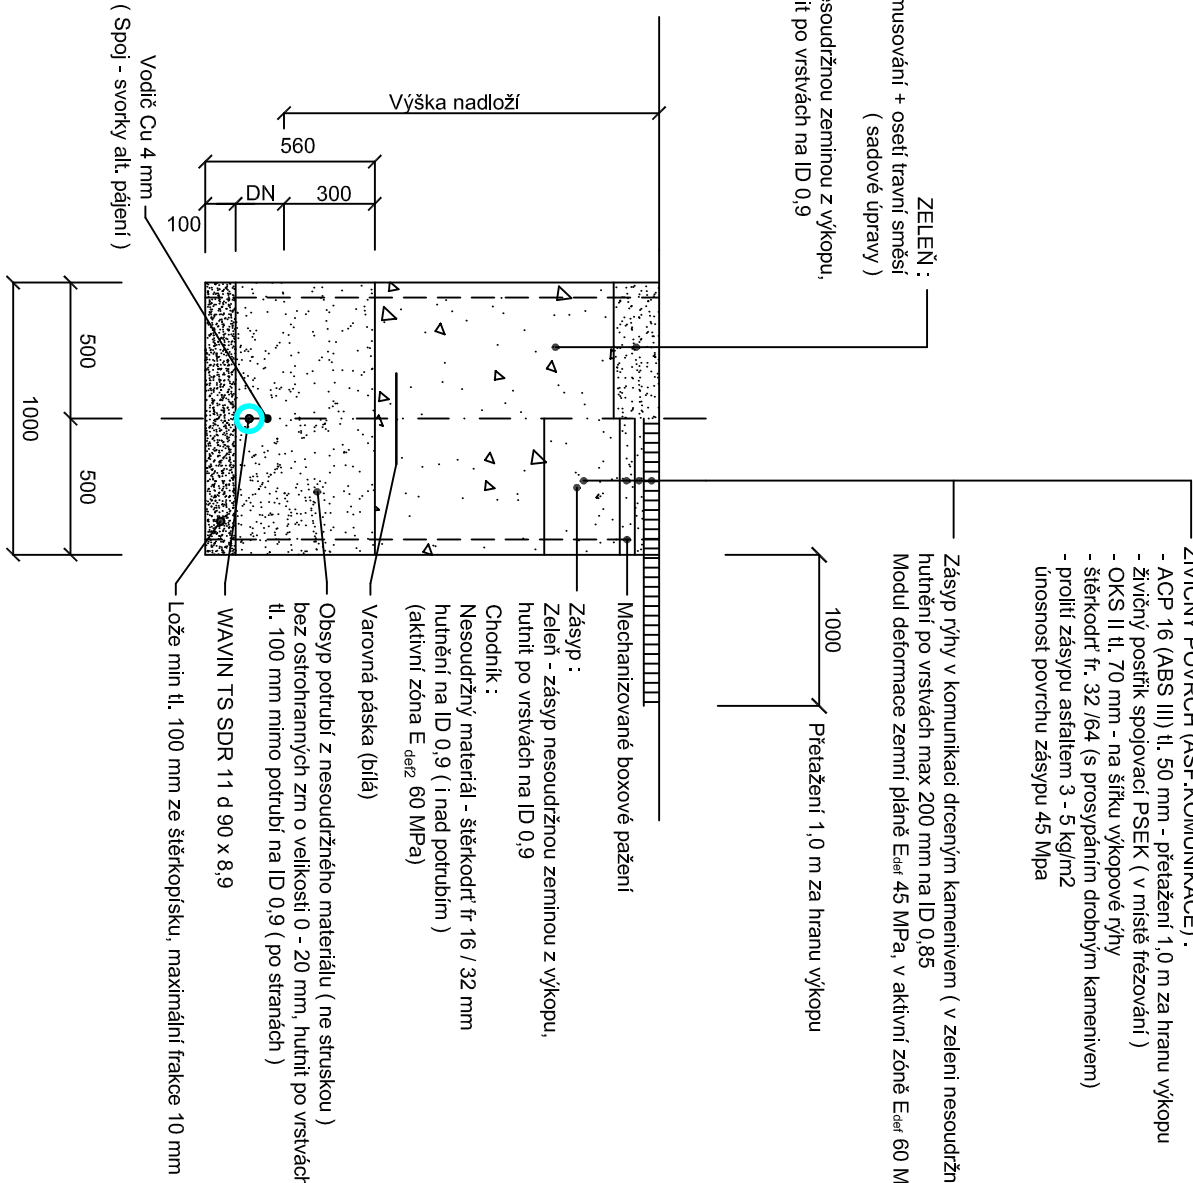 ŽIVIČNÝ POVRCH (ASF.KOMUNIKACE) :
- ACP 16 (ABS III) tl. 50 mm - přetažení 1,0 m za hranu výkopu
- živičný postřik spojovací PSEK ( v místě frézování )
- OKS II tl. 70 mm - na šířku výkopové rýhy
- štěrkodrť fr. 32 /64 (s prosypáním drobným kamenivem)
- prolití zásypu asfaltem 3 - 5 kg/m2
únosnost povrchu zásypu 45 Mpa
Zásyp rýhy v komunikaci drceným kamenivem ( v zeleni nesoudržn
hutnění po vrstvách max 200 mm na ID 0,85
Modul deformace zemní pláně E def 45 MPa, v aktivní zóně E def 60 M
ZELEŇ :
musování + osetí travní směsí
( sadové úpravy )
esoudržnou zeminou z výkopu,
nit po vrstvách na ID 0,9
1000
Přetažení 1,0 m za hranu výkopu
Výška nadloží
560
300
DN
100
Mechanizované boxové pažení
Zásyp :
Zeleň - zásyp nesoudržnou zeminou z výkopu,
hutnit po vrstvách na ID 0,9
Chodník :
Nesoudržný materiál - štěrkodrť fr 16 / 32 mm
hutnění na ID 0,9 ( i nad potrubím )
(aktivní zóna E def2 60 MPa)
Varovná páska (bílá)
Obsyp potrubí z nesoudržného materiálu ( ne struskou )
bez ostrohranných zrn o velikosti 0 - 20 mm, hutnit po vrstvách
tl. 100 mm mimo potrubí na ID 0,9 ( po stranách )
WAVIN TS SDR 11 d 90 x 8,9
Lože min tl. 100 mm ze štěrkopísku, maximální frakce 10 mm
Vodič Cu 4 mm
( Spoj - svorky alt. pájení )
500
500
1000